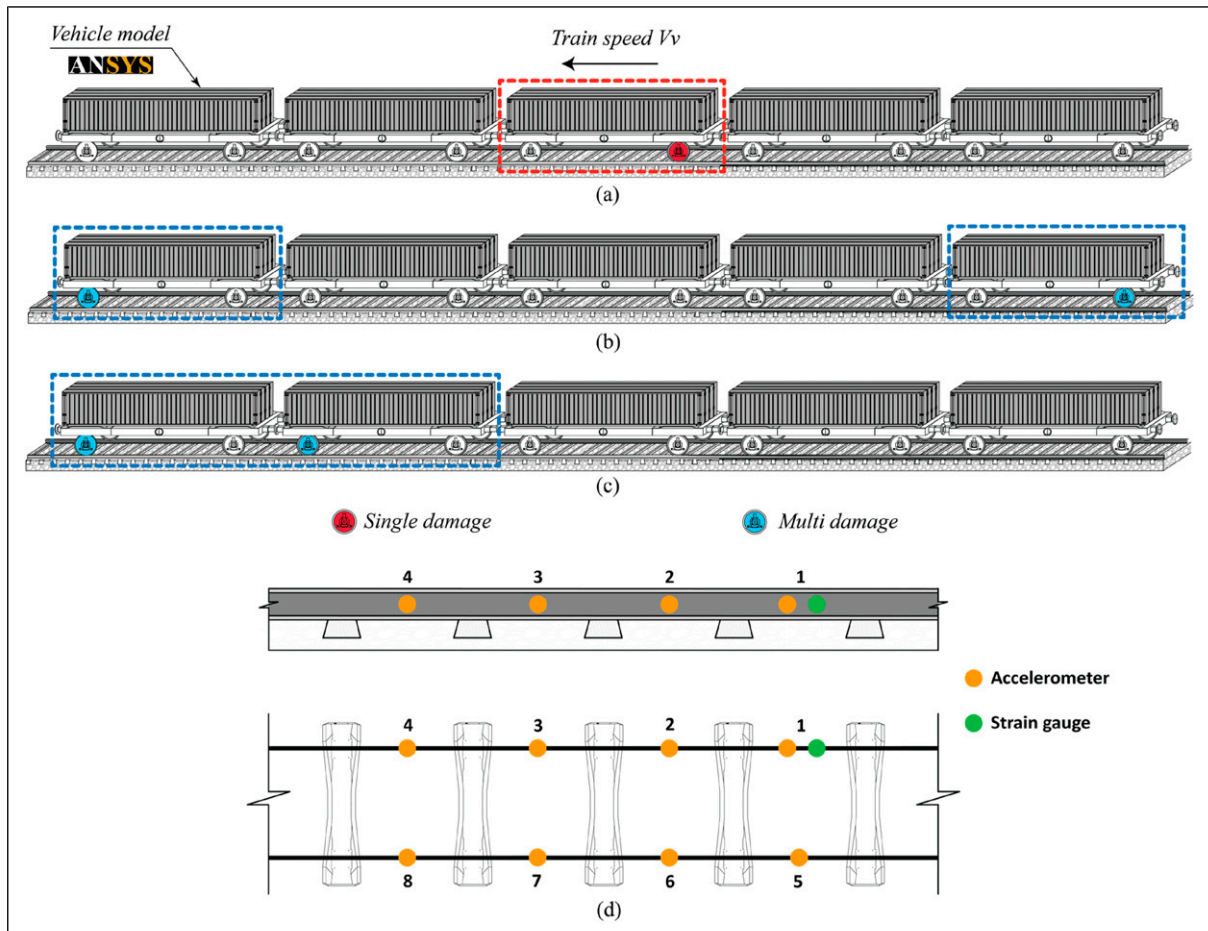 Vehicle model
ANSYS
Train speed Vv
(a)
(b)
(c)
Single damage
Multi damage
4 3 2 1
Accelerometer
Strain gauge
4 3 2 1
8 7 6 5
(d)